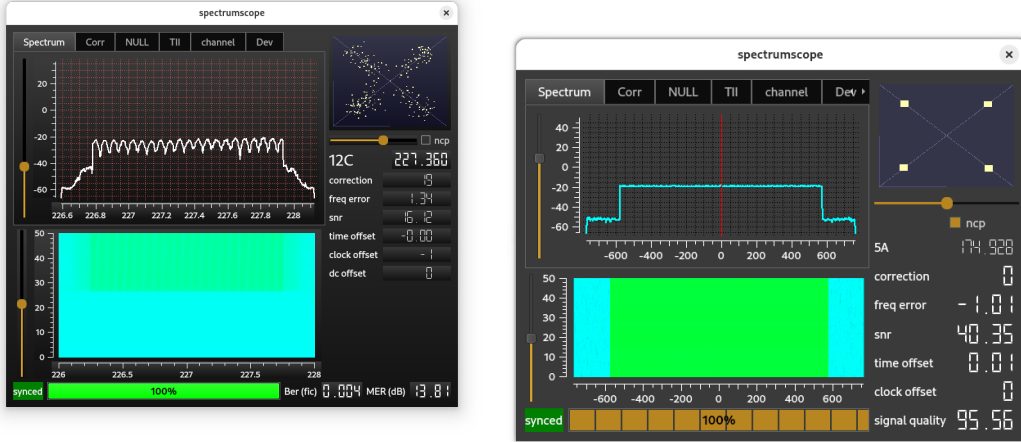 spectrumscope
Spectrum Corr NULL TII channel Dev
20
0
-20
-40
-60
226.6 226.8 227 227.2 227.4 227.6 227.8 228
ncp
12C 227.360
correction 19
freq error 1.34
snr 16.12
time offset -0.00
clock offset -1
dc offset 0
50
40
30
20
10
0
226 226.5 227 227.5 228
synced 100% Ber (fic) 0.004 MER (dB) 13.81
spectrumscope
Spectrum Corr NULL TII channel Dev
40
20
0
-20
-40
-60
-600 -400 -200 0 200 400 600
ncp
5A 174.928
correction 0
freq error -1.01
snr 40.35
time offset 0.01
clock offset 0
signal quality 95.56
50
40
30
20
10
0
-600 -400 -200 0 200 400 600
synced 100%